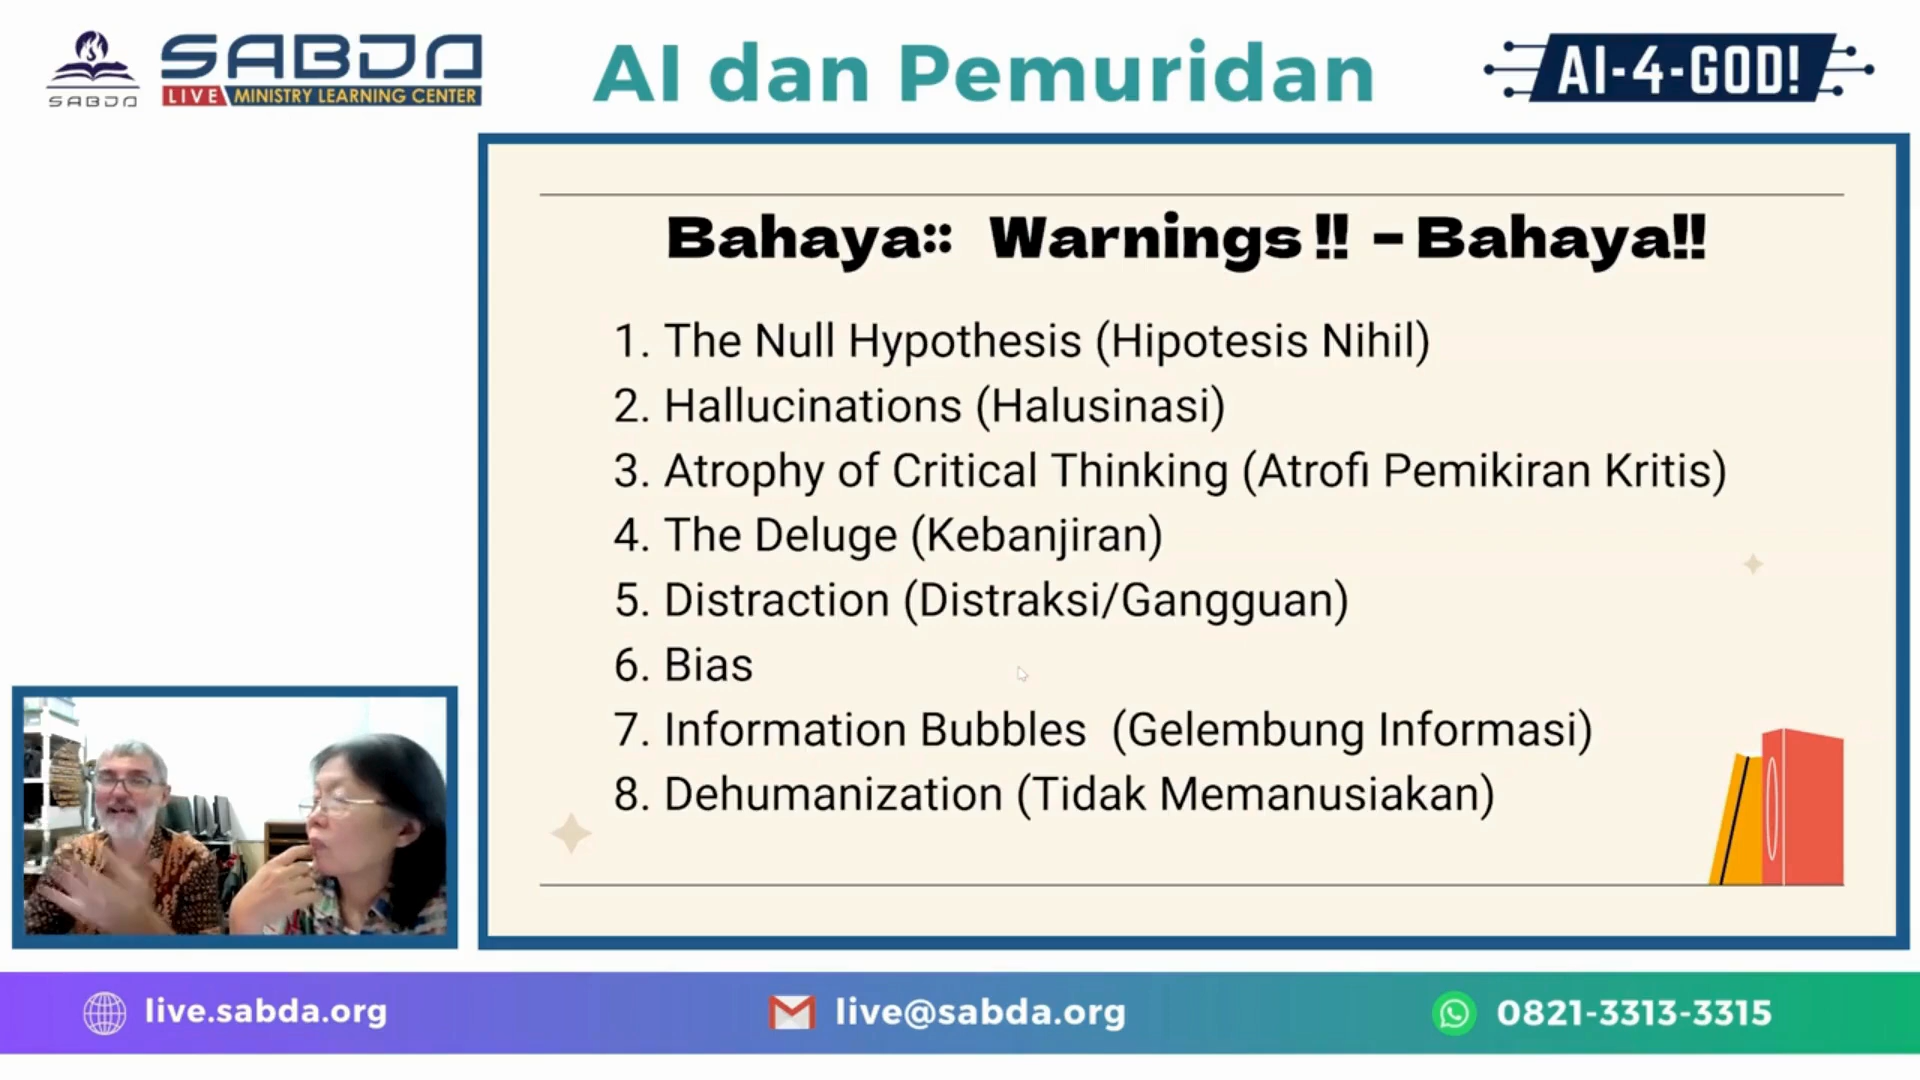 SABDA
SABDA
LIVE MINISTRY LEARNING CENTER
AI dan Pemuridan
AI-4-GOD!
Bahaya:: Warnings !! - Bahaya!!
1. The Null Hypothesis (Hipotesis Nihil)
2. Hallucinations (Halusinasi)
3. Atrophy of Critical Thinking (Atrofi Pemikiran Kritis)
4. The Deluge (Kebanjiran)
5. Distraction (Distraksi/Gangguan)
6. Bias
7. Information Bubbles (Gelembung Informasi)
8. Dehumanization (Tidak Memanusiakan)
live.sabda.org
live@sabda.org
0821-3313-3315